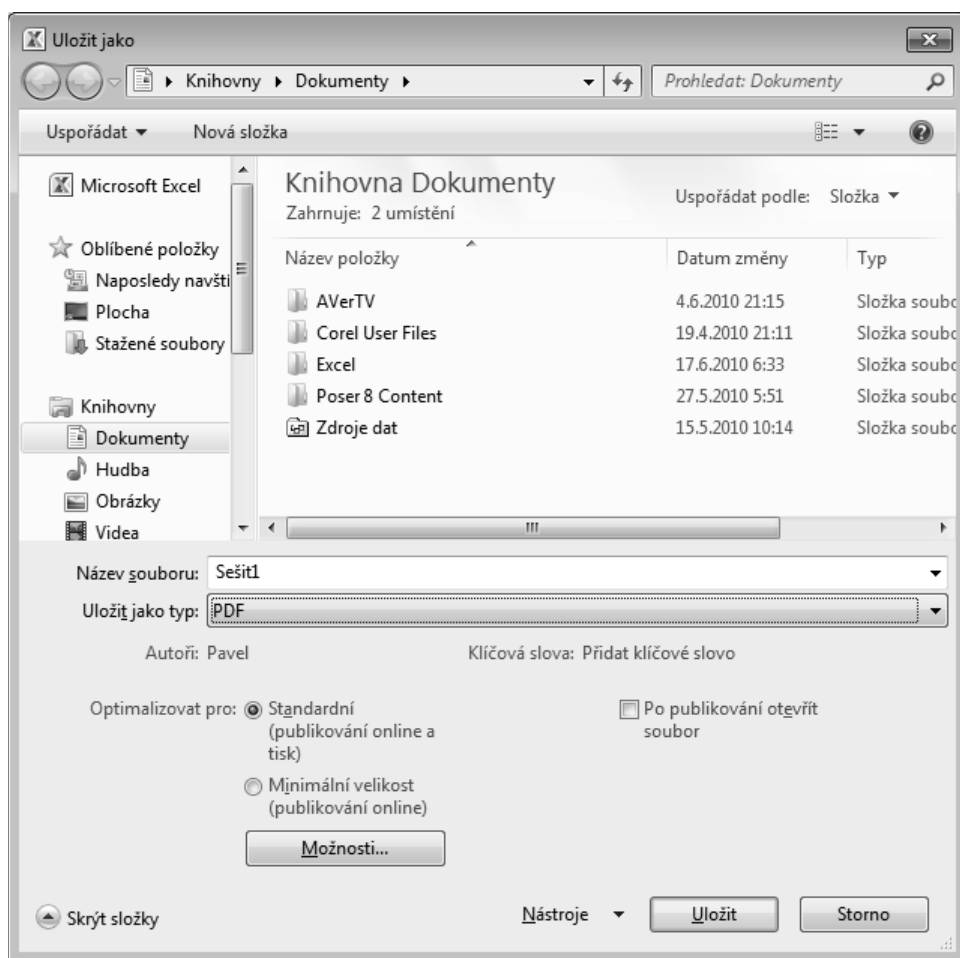 Uložit jako
Knihovny Dokumenty
Prohledat: Dokumenty
Uspořádat Nová složka
Microsoft Excel
Oblíbené položky
Naposledy navšti
Plocha
Stažené soubory
Knihovny
Dokumenty
Hudba
Obrázky
Videa
Knihovna Dokumenty
Zahrnuje: 2 umístění
Uspořádat podle: Složka
Název položky Datum změny Typ
AVerTV 4.6.2010 21:15 Složka soubo
Corel User Files 19.4.2010 21:11 Složka soubo
Excel 17.6.2010 6:33 Složka soubo
Poser 8 Content 27.5.2010 5:51 Složka soubo
Zdroje dat 15.5.2010 10:14 Složka soubo
Název souboru: Sešit1
Uložit jako typ: PDF
Autoři: Pavel Klíčová slova: Přidat klíčové slovo
Optimalizovat pro: Standardní
(publikování online a
tisk)
Minimální velikost
(publikování online)
Po publikování otevřít
soubor
Možnosti...
Skrýt složky Nástroje Uložit Storno